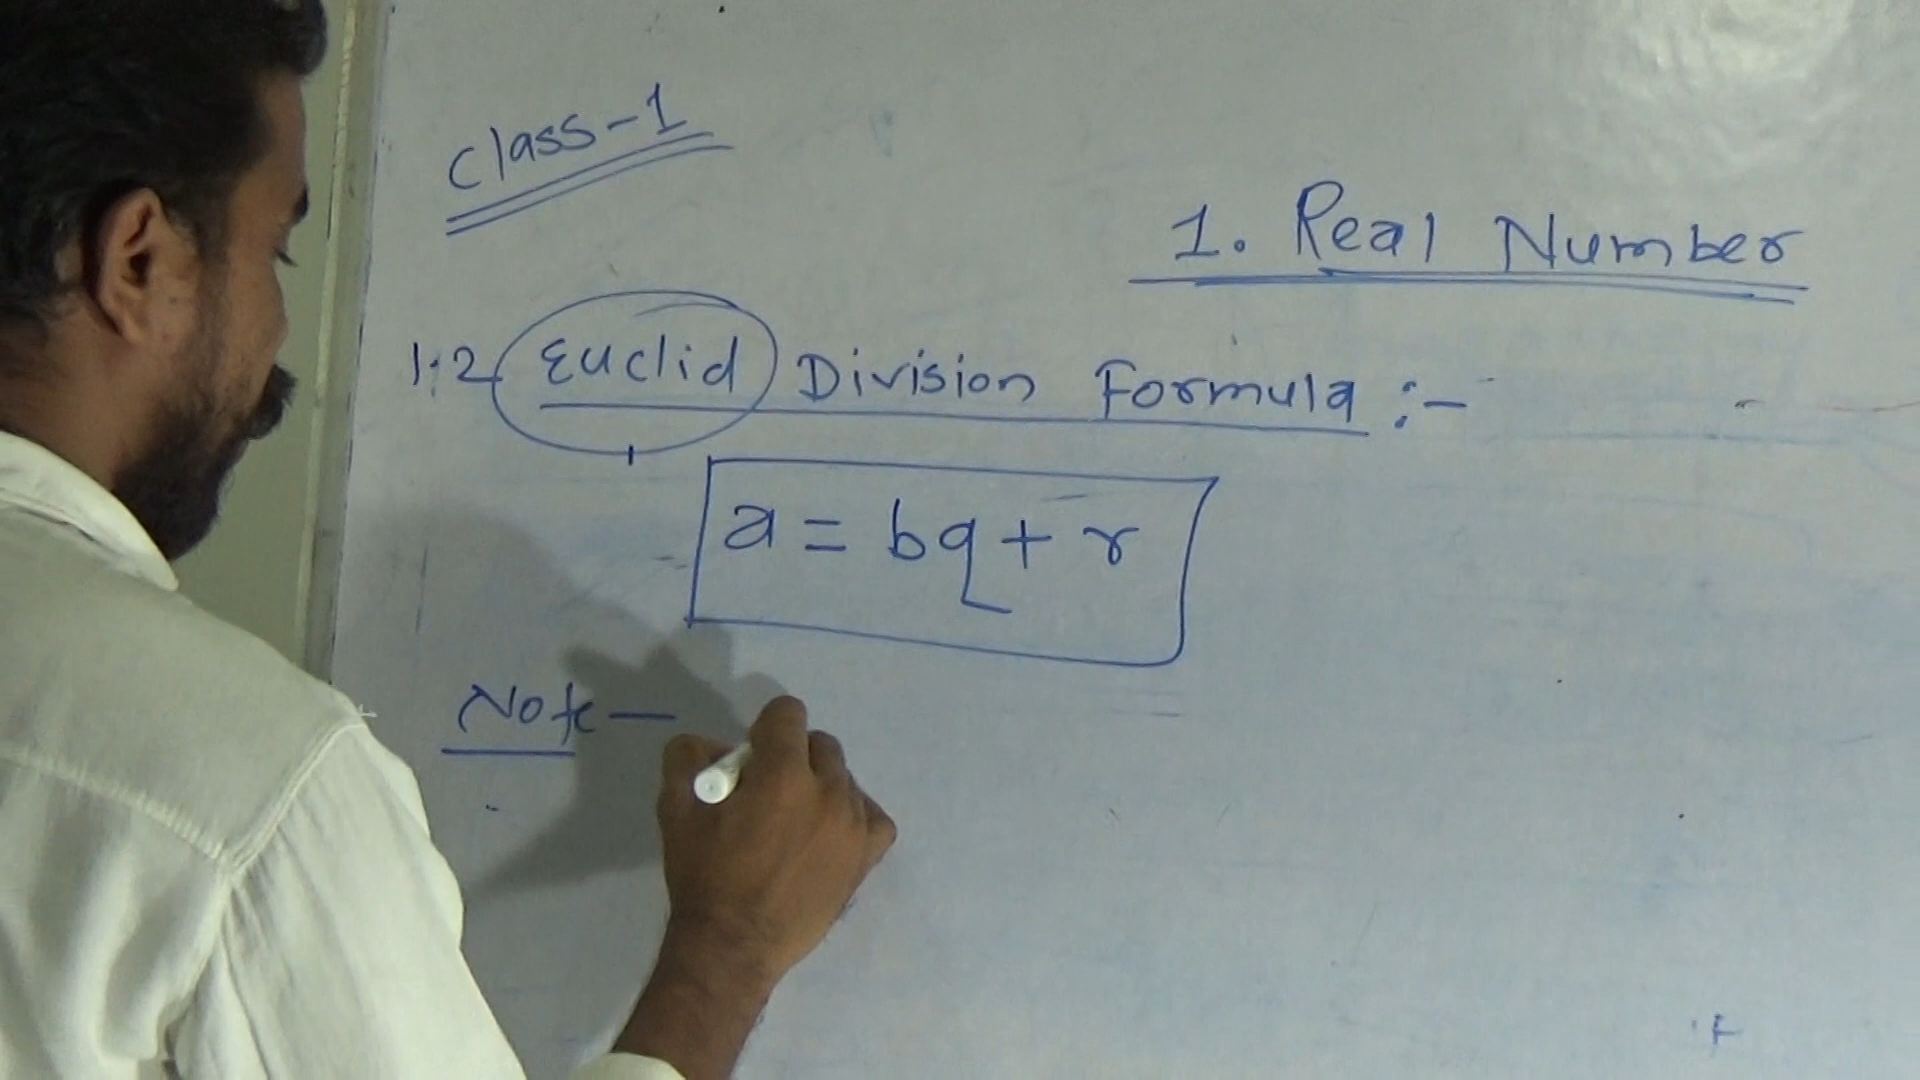 Class-1
1. Real Number
1.2 Euclid Division Formula :-
a = bq + r
Note —